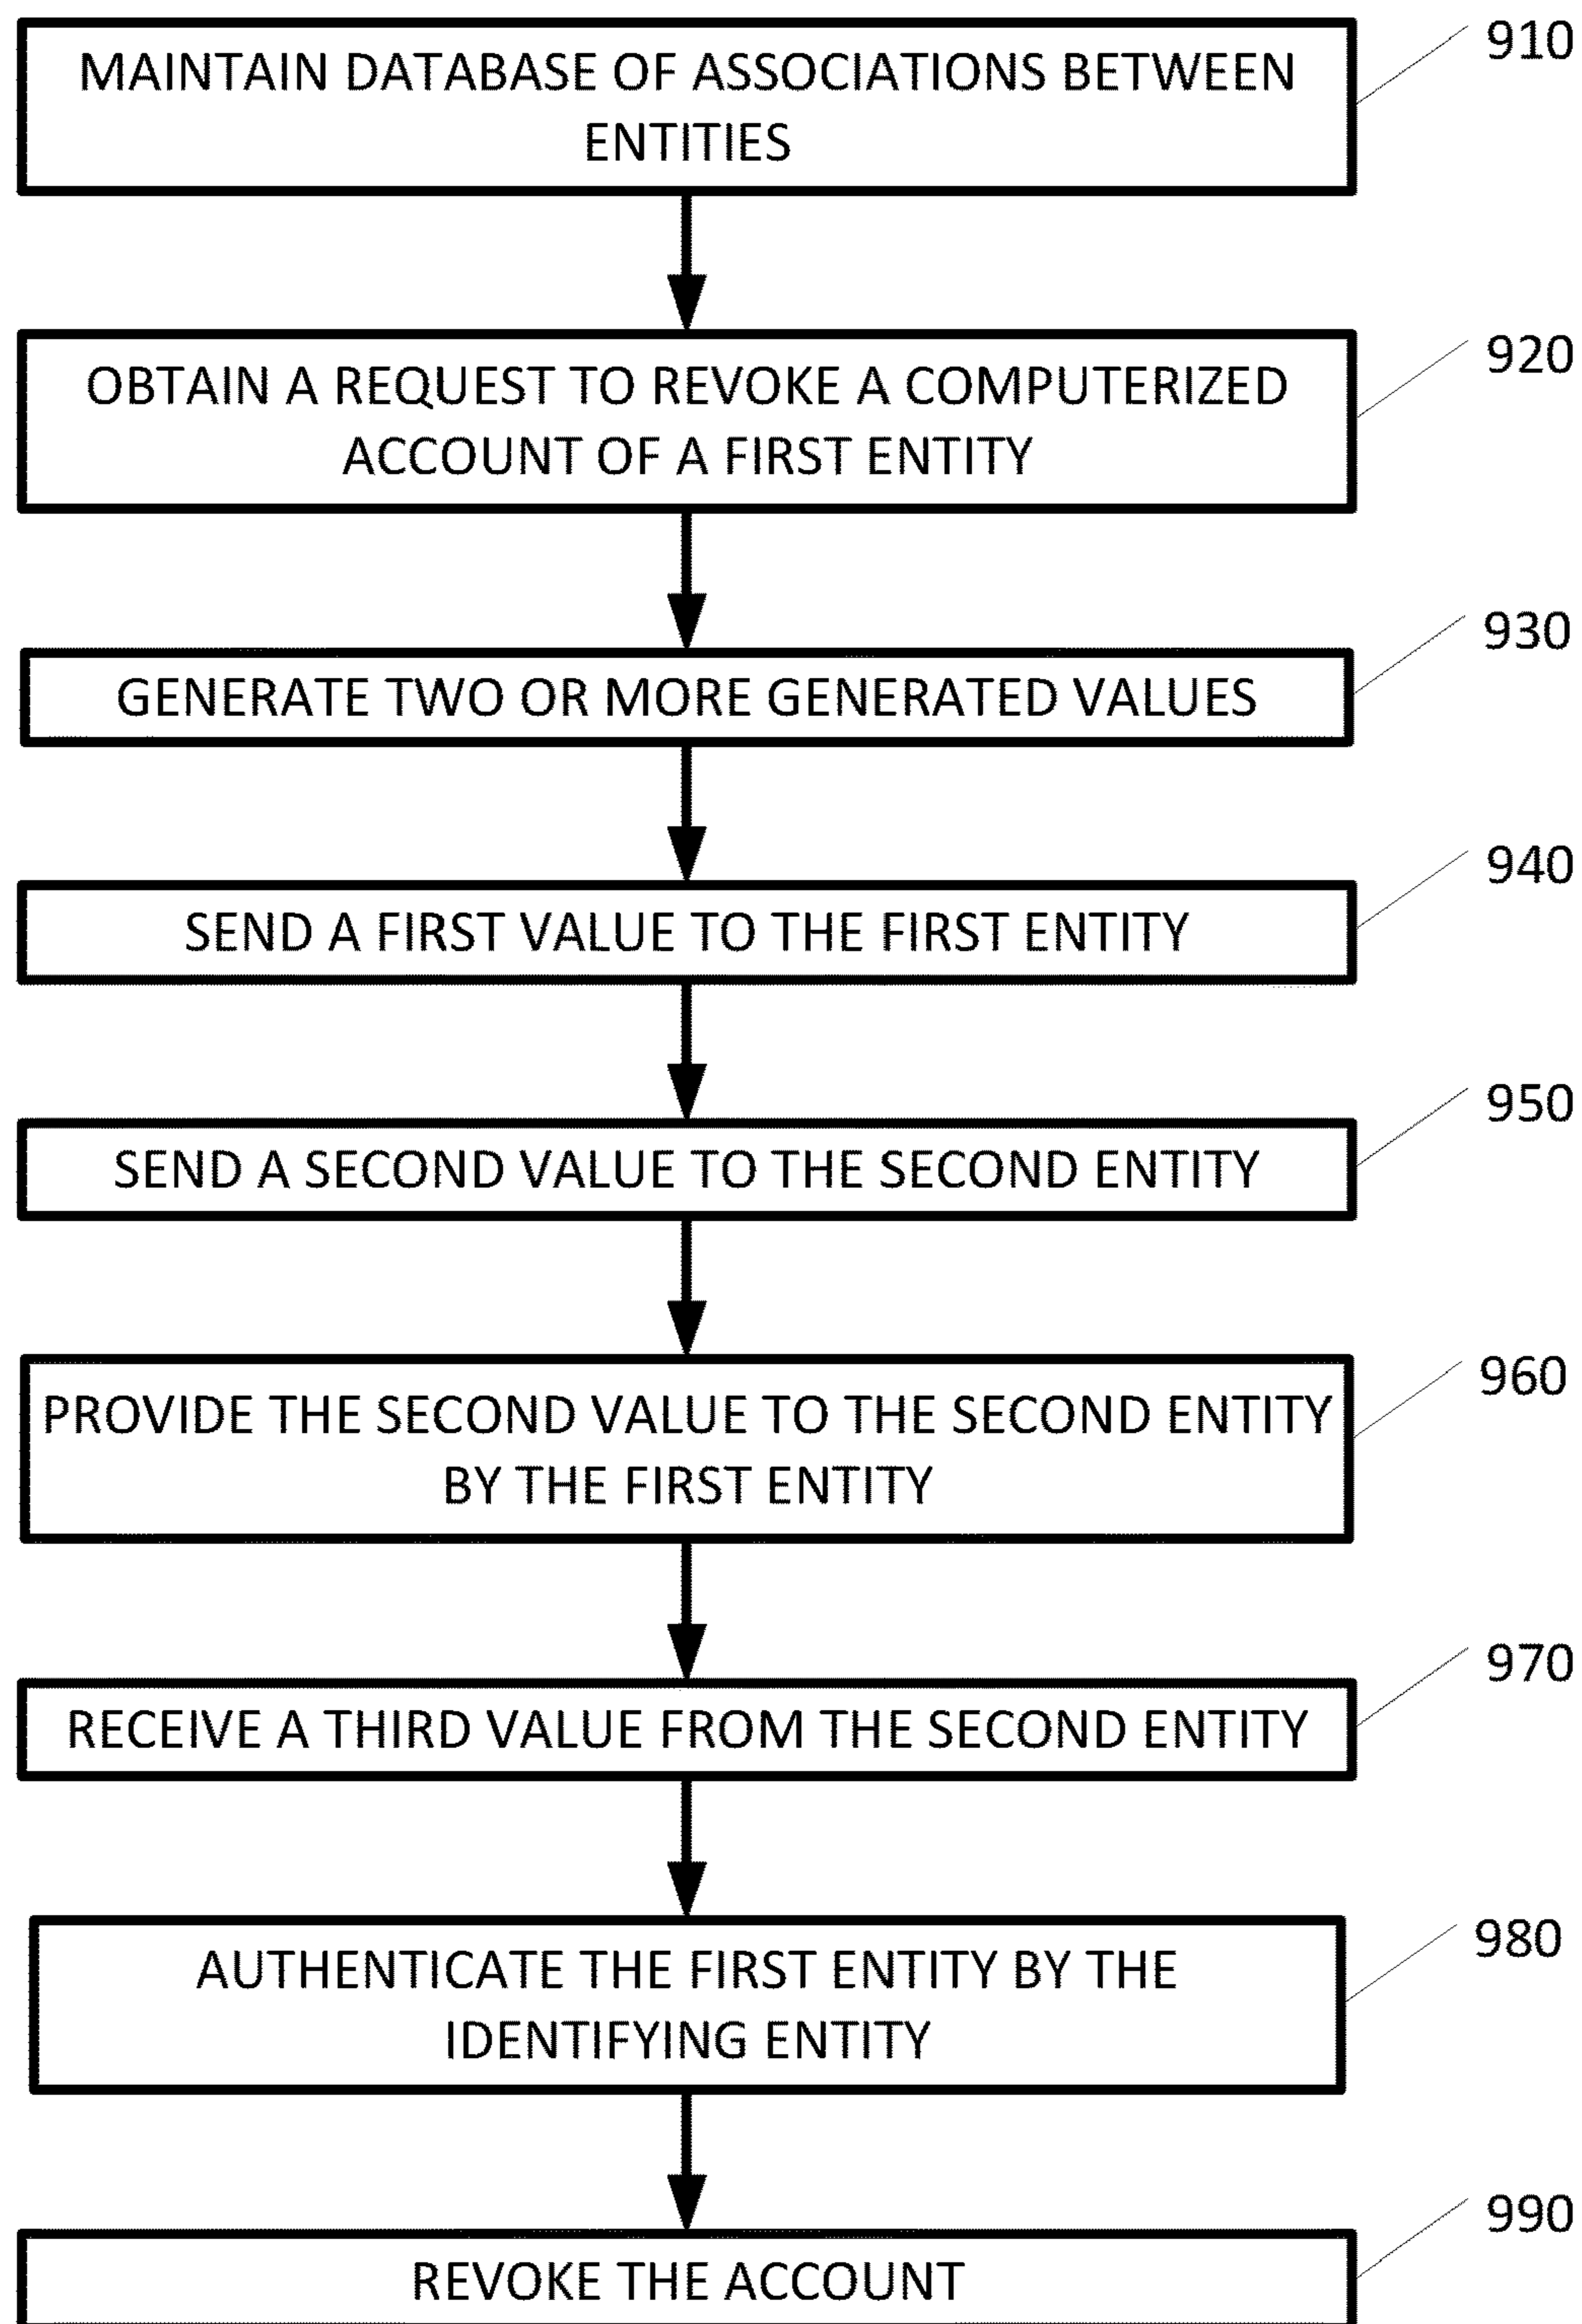 910
MAINTAIN DATABASE OF ASSOCIATIONS BETWEEN
ENTITIES
920
OBTAIN A REQUEST TO REVOKE A COMPUTERIZED
ACCOUNT OF A FIRST ENTITY
930
GENERATE TWO OR MORE GENERATED VALUES
940
SEND A FIRST VALUE TO THE FIRST ENTITY
950
SEND A SECOND VALUE TO THE SECOND ENTITY
960
PROVIDE THE SECOND VALUE TO THE SECOND ENTITY
BY THE FIRST ENTITY
970
RECEIVE A THIRD VALUE FROM THE SECOND ENTITY
980
AUTHENTICATE THE FIRST ENTITY BY THE
IDENTIFYING ENTITY
990
REVOKE THE ACCOUNT